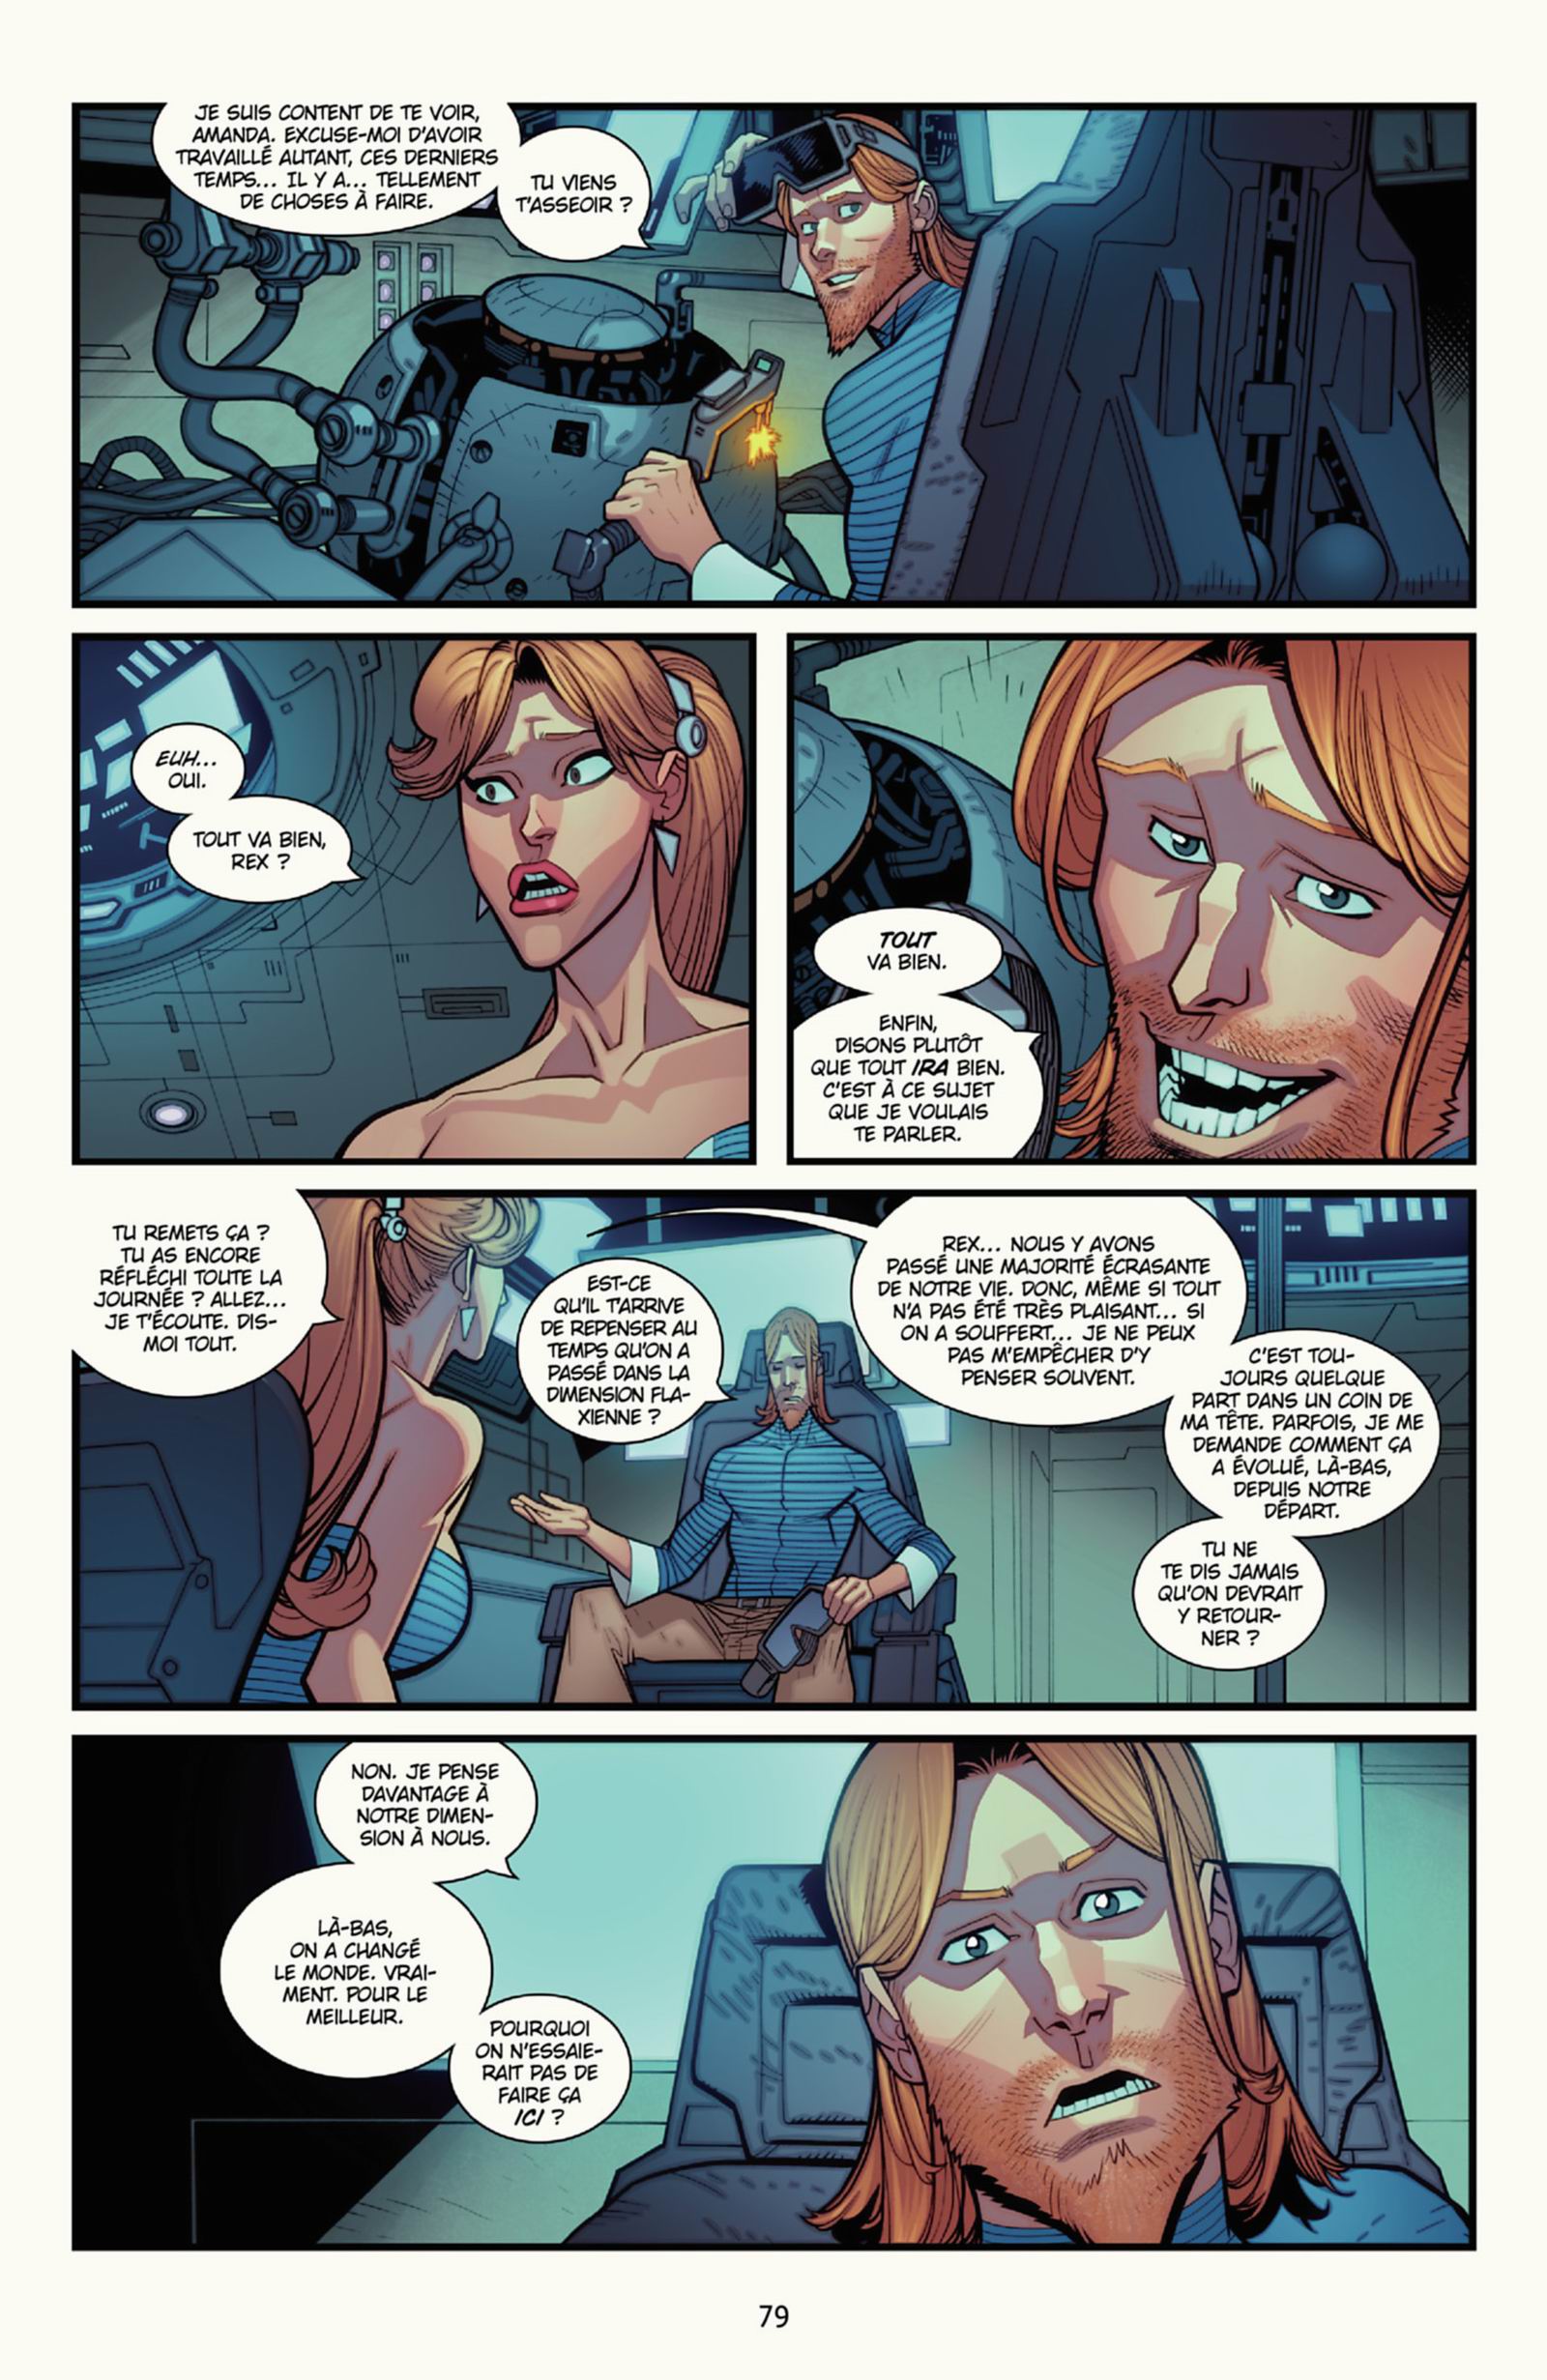 JE SUIS CONTENT DE TE VOIR,
AMANDA. EXCUSE-MOI D'AVOIR
TRAVAILLÉ AUTANT, CES DERNIERS
TEMPS... IL Y A... TELLEMENT
DE CHOSES À FAIRE.
TU VIENS
T'ASSEOIR ?
EUH...
OUI.
TOUT VA BIEN,
REX ?
TOUT
VA BIEN.
ENFIN,
DISONS PLUTÔT
QUE TOUT IRA BIEN.
C'EST À CE SUJET
QUE JE VOULAIS
TE PARLER.
TU REMETS ÇA ?
TU AS ENCORE
RÉFLÉCHI TOUTE LA
JOURNÉE ? ALLEZ...
JE T'ÉCOUTE. DIS-
MOI TOUT.
EST-CE
QU'IL T'ARRIVE
DE REPENSER AU
TEMPS QU'ON A
PASSÉ DANS LA
DIMENSION FLA-
XIENNE ?
REX... NOUS Y AVONS
PASSÉ UNE MAJORITÉ ÉCRASANTE
DE NOTRE VIE. DONC, MÊME SI TOUT
N'A PAS ÉTÉ TRÈS PLAISANT... SI
ON A SOUFFERT... JE NE PEUX
PAS M'EMPÊCHER D'Y
PENSER SOUVENT.
C'EST TOU-
JOURS QUELQUE
PART DANS UN COIN DE
MA TÊTE. PARFOIS, JE ME
DEMANDE COMMENT ÇA
A ÉVOLUÉ, LÀ-BAS,
DEPUIS NOTRE
DÉPART.
TU NE
TE DIS JAMAIS
QU'ON DEVRAIT
Y RETOUR-
NER ?
NON. JE PENSE
DAVANTAGE À
NOTRE DIMEN-
SION À NOUS.
LÀ-BAS,
ON A CHANGÉ
LE MONDE. VRAI-
MENT. POUR LE
MEILLEUR.
POURQUOI
ON N'ESSAIE-
RAIT PAS DE
FAIRE ÇA
ICI ?
79